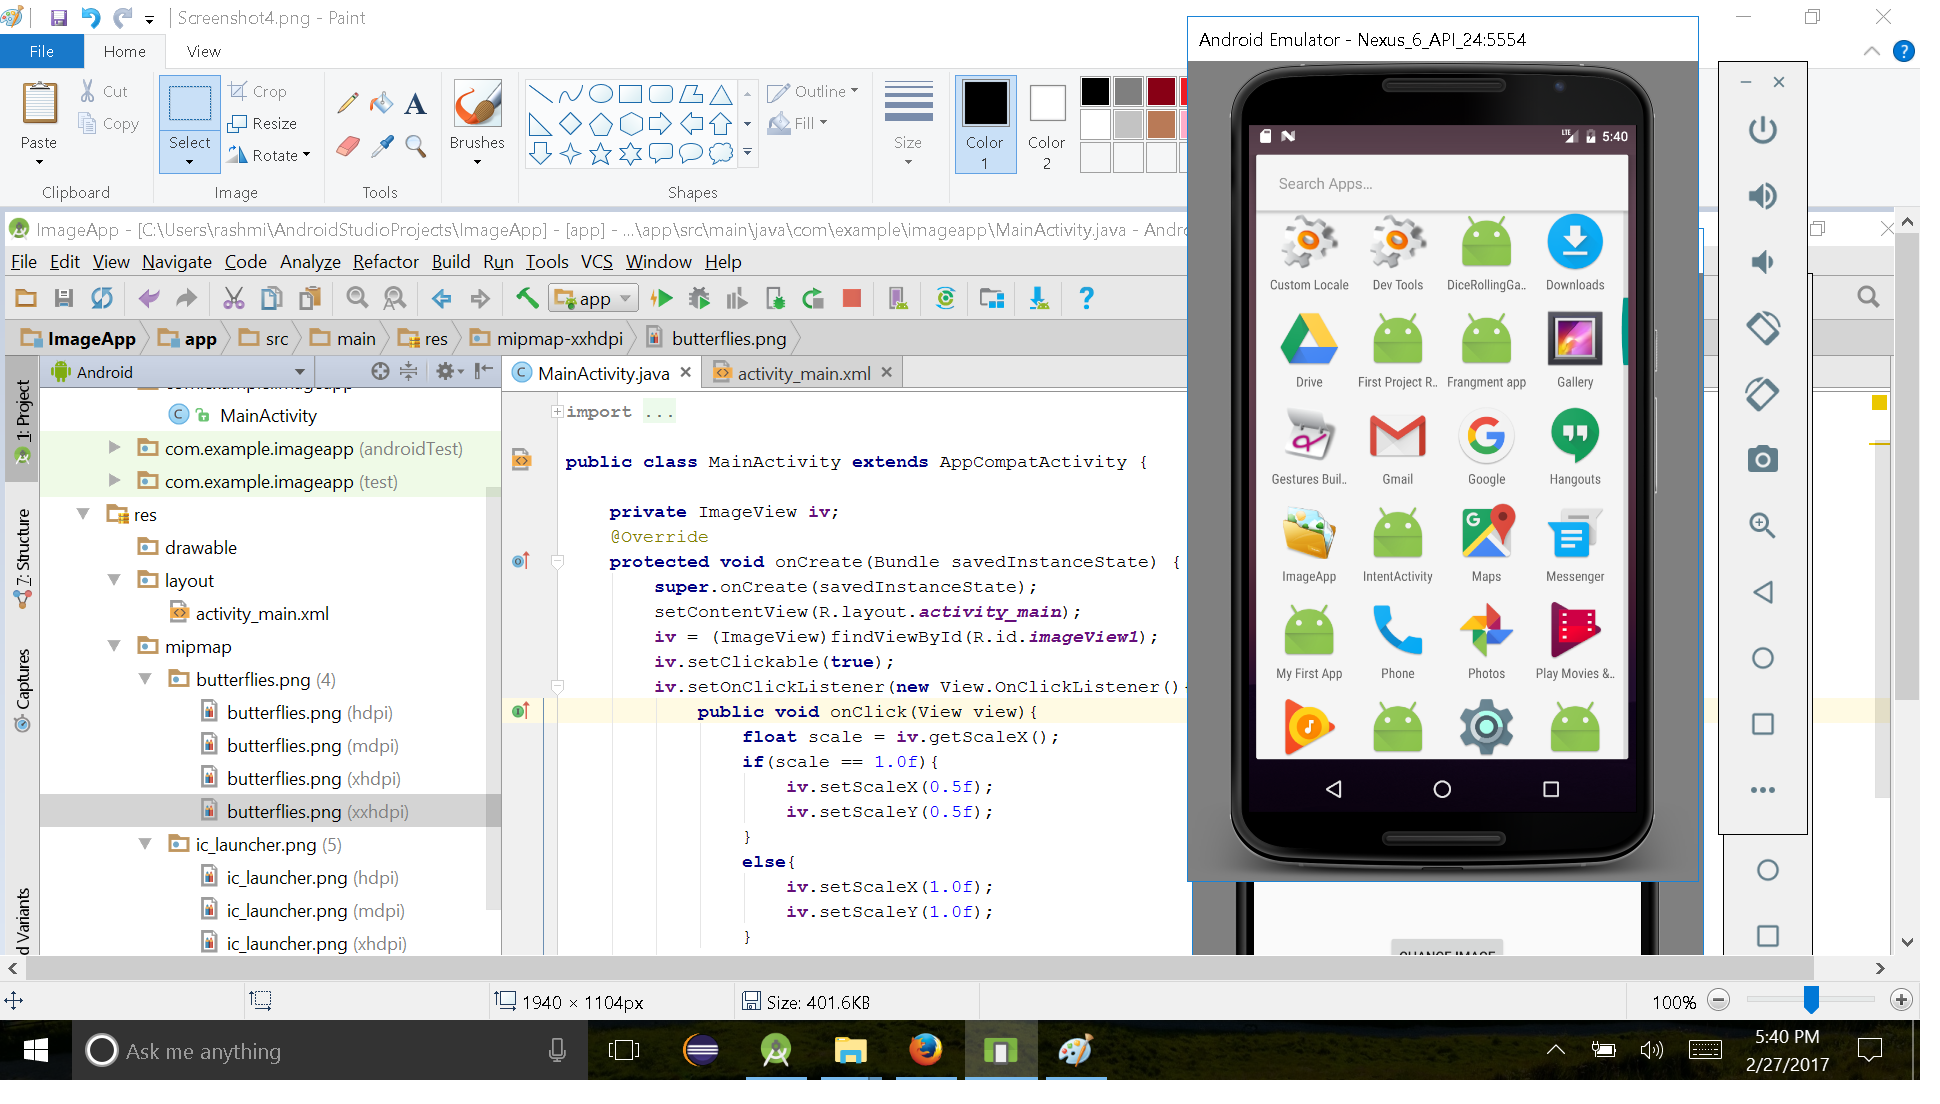 Screenshot4.png - Paint
File
Home
View
Paste
Cut
Copy
Clipboard
Select
Crop
Resize
Rotate
Image
Tools
Brushes
Shapes
Outline
Fill
Size
Color
1
Color
2
ImageApp - [C:\Users\rashmi\AndroidStudioProjects\ImageApp] - [app] - ...\app\src\main\java\com\example\imageapp\MainActivity.java - Andro
File Edit View Navigate Code Analyze Refactor Build Run Tools VCS Window Help
app
ImageApp app src main res mipmap-xxhdpi butterflies.png
Android
MainActivity.java
activity_main.xml
1: Project
7: Structure
Captures
d Variants
com.example.imageapp
MainActivity
com.example.imageapp (androidTest)
com.example.imageapp (test)
res
drawable
layout
activity_main.xml
mipmap
butterflies.png (4)
butterflies.png (hdpi)
butterflies.png (mdpi)
butterflies.png (xhdpi)
butterflies.png (xxhdpi)
ic_launcher.png (5)
ic_launcher.png (hdpi)
ic_launcher.png (mdpi)
ic_launcher.png (xhdpi)
import ...
public class MainActivity extends AppCompatActivity {
private ImageView iv;
@Override
protected void onCreate(Bundle savedInstanceState) {
super.onCreate(savedInstanceState);
setContentView(R.layout.activity_main);
iv = (ImageView)findViewById(R.id.imageView1);
iv.setClickable(true);
iv.setOnClickListener(new View.OnClickListener(){
public void onClick(View view){
float scale = iv.getScaleX();
if(scale == 1.0f){
iv.setScaleX(0.5f);
iv.setScaleY(0.5f);
}
else{
iv.setScaleX(1.0f);
iv.setScaleY(1.0f);
}
Android Emulator - Nexus_6_API_24:5554
LTE 5:40
Search Apps...
Custom Locale Dev Tools DiceRollingGa.. Downloads
Drive First Project R.. Frangment app Gallery
Gestures Buil.. Gmail Google Hangouts
ImageApp IntentActivity Maps Messenger
My First App Phone Photos Play Movies &..
CHANGE IMAGE
1940 × 1104px
Size: 401.6KB
100%
Ask me anything
5:40 PM
2/27/2017